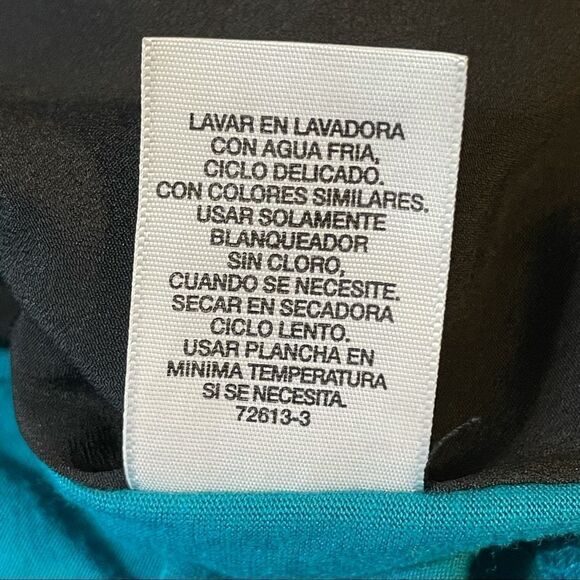 LAVAR EN LAVADORA
CON AGUA FRIA,
CICLO DELICADO.
CON COLORES SIMILARES.
USAR SOLAMENTE
BLANQUEADOR
SIN CLORO,
CUANDO SE NECESITE.
SECAR EN SECADORA
CICLO LENTO.
USAR PLANCHA EN
MINIMA TEMPERATURA
SI SE NECESITA.
72613-3